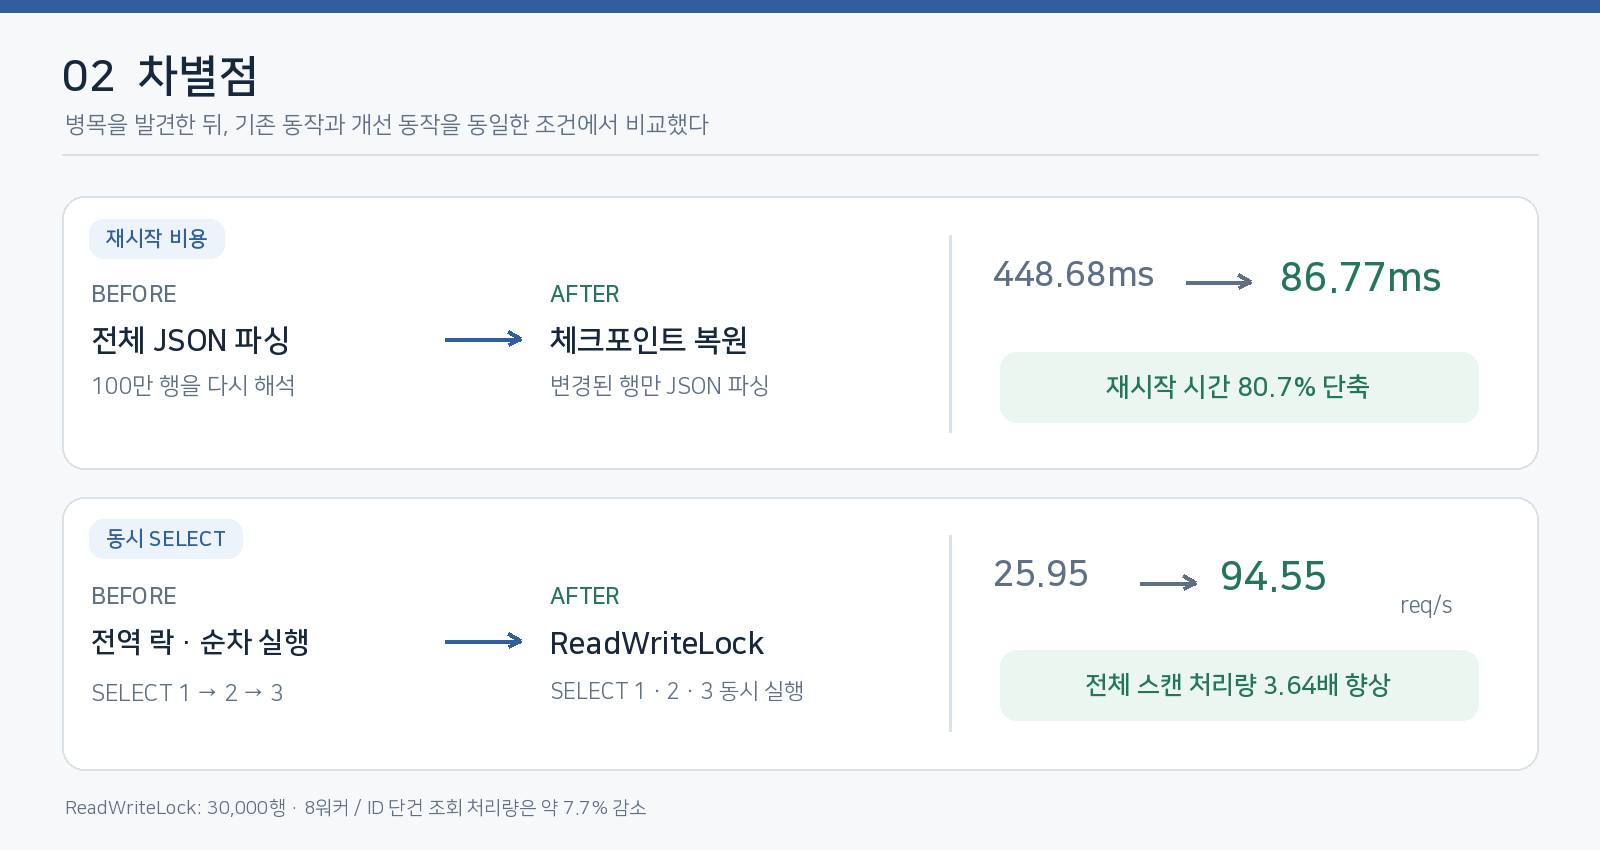 02 차별점
병목을 발견한 뒤, 기존 동작과 개선 동작을 동일한 조건에서 비교했다
재시작 비용
BEFORE
전체 JSON 파싱
100만 행을 다시 해석
→
AFTER
체크포인트 복원
변경된 행만 JSON 파싱
448.68ms → 86.77ms
재시작 시간 80.7% 단축
동시 SELECT
BEFORE
전역 락 · 순차 실행
SELECT 1 → 2 → 3
→
AFTER
ReadWriteLock
SELECT 1 · 2 · 3 동시 실행
25.95 → 94.55
req/s
전체 스캔 처리량 3.64배 향상
ReadWriteLock: 30,000행 · 8워커 / ID 단건 조회 처리량은 약 7.7% 감소